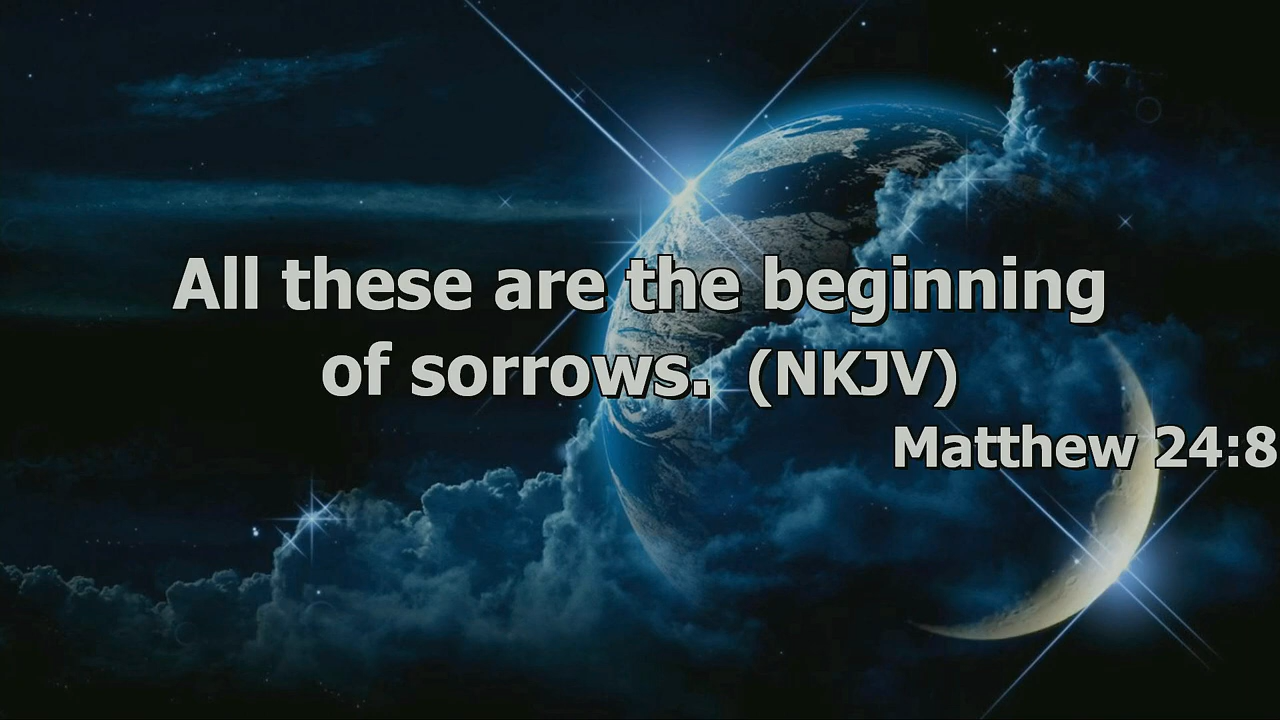 All these are the beginning
of sorrows. (NKJV)
Matthew 24:8